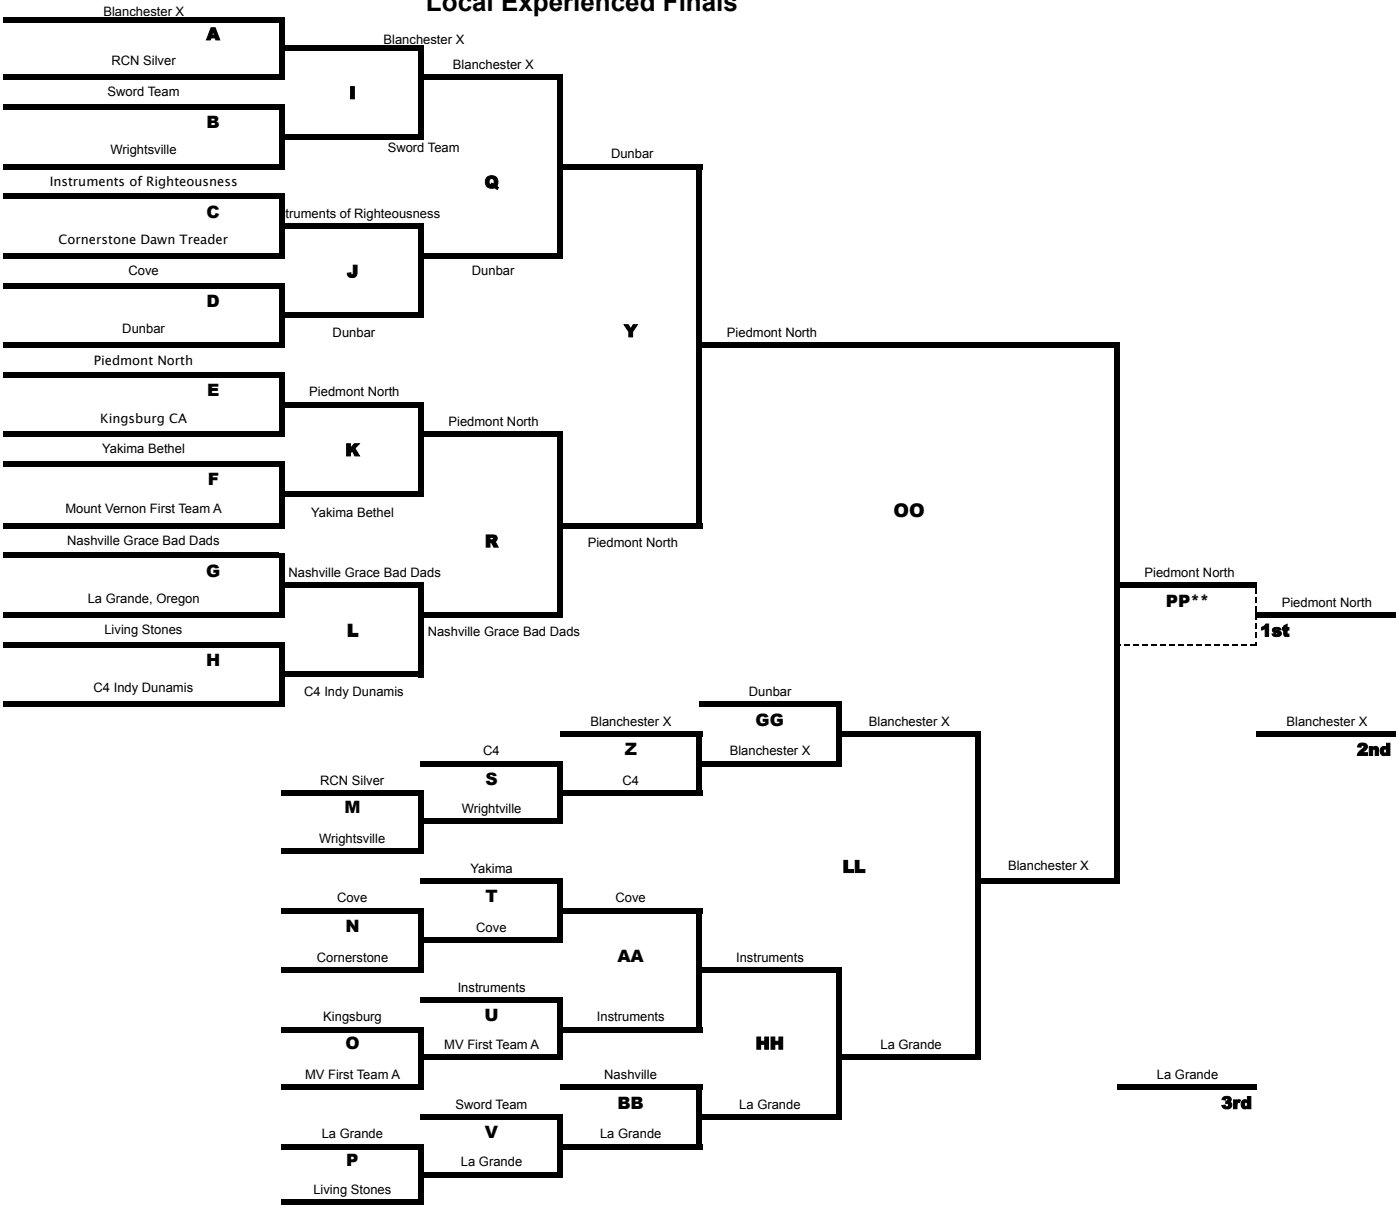 Local Experienced Finals
Blanchester X
A
RCN Silver
Sword Team
B
Wrightsville
Instruments of Righteousness
C
Cornerstone Dawn Treader
Cove
D
Dunbar
Piedmont North
E
Kingsburg CA
Yakima Bethel
F
Mount Vernon First Team A
Nashville Grace Bad Dads
G
La Grande, Oregon
Living Stones
H
C4 Indy Dunamis
Blanchester X
I
Sword Team
truments of Righteousness
J
Dunbar
Piedmont North
K
Yakima Bethel
Nashville Grace Bad Dads
L
C4 Indy Dunamis
Blanchester X
Q
Dunbar
Piedmont North
R
Nashville Grace Bad Dads
Dunbar
Y
Piedmont North
Piedmont North
OO
Piedmont North
PP**
Piedmont North
1st
Blanchester X
2nd
RCN Silver
M
Wrightsville
Cove
N
Cornerstone
Kingsburg
O
MV First Team A
La Grande
P
Living Stones
C4
S
Wrightville
Yakima
T
Cove
Instruments
U
MV First Team A
Sword Team
V
La Grande
Blanchester X
Z
C4
Cove
AA
Instruments
Nashville
BB
La Grande
Dunbar
GG
Blanchester X
Instruments
HH
La Grande
Blanchester X
LL
La Grande
Blanchester X
La Grande
3rd